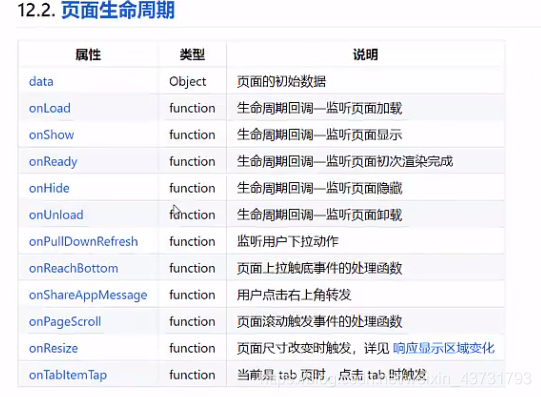 12.2. 页面生命周期
属性 类型 说明
data Object 页面的初始数据
onLoad function 生命周期回调—监听页面加载
onShow function 生命周期回调—监听页面显示
onReady function 生命周期回调—监听页面初次渲染完成
onHide function 生命周期回调—监听页面隐藏
onUnload function 生命周期回调—监听页面卸载
onPullDownRefresh function 监听用户下拉动作
onReachBottom function 页面上拉触底事件的处理函数
onShareAppMessage function 用户点击右上角转发
onPageScroll function 页面滚动触发事件的处理函数
onResize function 页面尺寸改变时触发，详见 响应显示区域变化
onTabItemTap function 当前是 tab 页时，点击 tab 时触发
https://blog.csdn.net/weixin_43731793